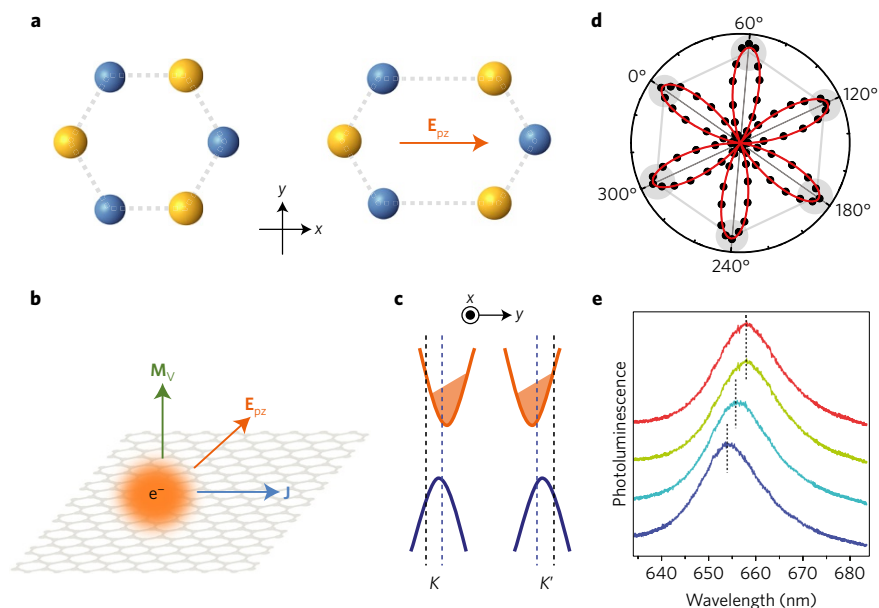 a
E_pz
y
x
b
M_V
E_pz
e⁻
J
c
x
y
K
K'
d
60°
0°
120°
300°
180°
240°
e
Photoluminescence
640 650 660 670 680
Wavelength (nm)